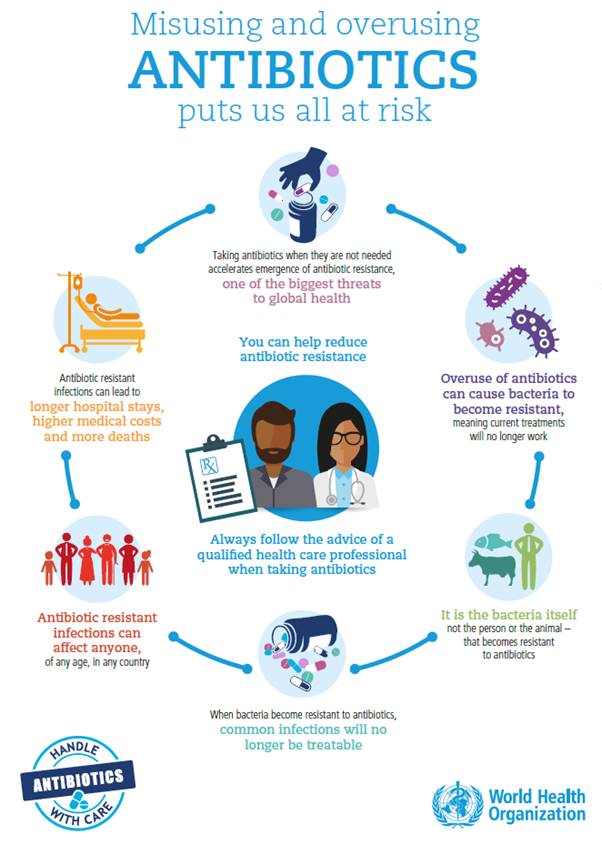 Misusing and overusing
ANTIBIOTICS
puts us all at risk
Taking antibiotics when they are not needed
accelerates emergence of antibiotic resistance,
one of the biggest threats
to global health
Overuse of antibiotics
can cause bacteria to
become resistant,
meaning current treatments
will no longer work
It is the bacteria itself
not the person or the animal –
that becomes resistant
to antibiotics
When bacteria become resistant to antibiotics,
common infections will no
longer be treatable
Antibiotic resistant
infections can
affect anyone,
of any age, in any country
Antibiotic resistant
infections can lead to
longer hospital stays,
higher medical costs
and more deaths
You can help reduce
antibiotic resistance
Rx
Always follow the advice of a
qualified health care professional
when taking antibiotics
HANDLE
ANTIBIOTICS
WITH CARE
World Health
Organization